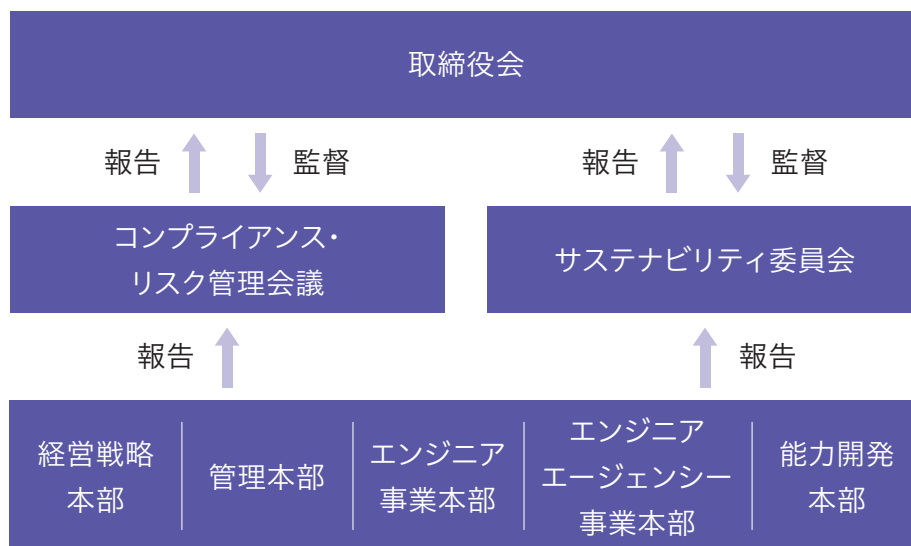 取締役会
報告
監督
報告
監督
コンプライアンス・
リスク管理会議
サステナビリティ委員会
報告
報告
経営戦略
本部
管理本部
エンジニア
事業本部
エンジニア
エージェンシー
事業本部
能力開発
本部